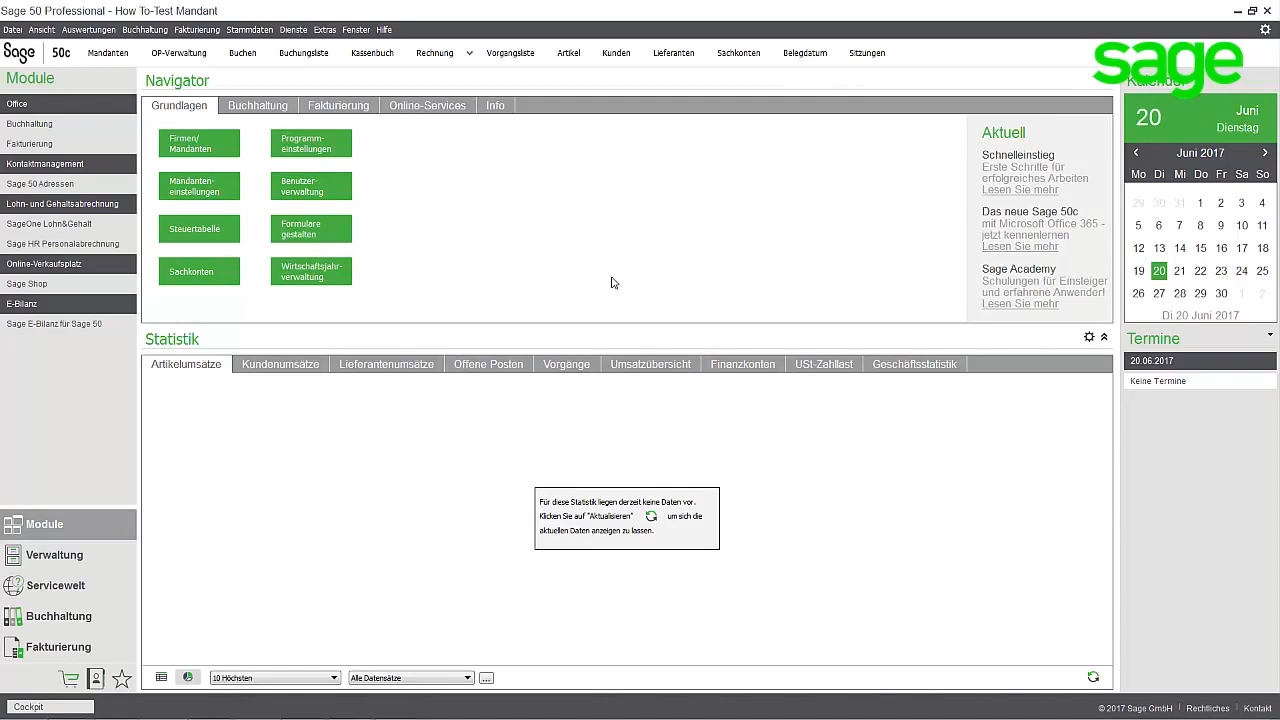 Sage 50 Professional - How To-Test Mandant
Datei Ansicht Auswertungen Buchhaltung Fakturierung Stammdaten Dienste Extras Fenster Hilfe
Sage 50c Mandanten OP-Verwaltung Buchen Buchungsliste Kassenbuch Rechnung Vorgangsliste Artikel Kunden Lieferanten Sachkonten Belegdatum Sitzungen
sage
Module
Office
Buchhaltung
Fakturierung
Kontaktmanagement
Sage 50 Adressen
Lohn- und Gehaltsabrechnung
SageOne Lohn&Gehalt
Sage HR Personalabrechnung
Online-Verkaufsplatz
Sage Shop
E-Bilanz
Sage E-Bilanz für Sage 50
Module
Verwaltung
Servicewelt
Buchhaltung
Fakturierung
Navigator
Grundlagen Buchhaltung Fakturierung Online-Services Info
Firmen/
Mandanten
Programm-
einstellungen
Mandanten-
einstellungen
Benutzer-
verwaltung
Steuertabelle
Formulare
gestalten
Sachkonten
Wirtschaftsjahr-
verwaltung
Aktuell
Schnelleinstieg
Erste Schritte für
erfolgreiches Arbeiten
Lesen Sie mehr
Das neue Sage 50c
mit Microsoft Office 365 -
jetzt kennenlernen
Lesen Sie mehr
Sage Academy
Schulungen für Einsteiger
und erfahrene Anwender!
Lesen Sie mehr
Statistik
Artikelumsätze Kundenumsätze Lieferantenumsätze Offene Posten Vorgänge Umsatzübersicht Finanzkonten USt-Zahllast Geschäftsstatistik
Für diese Statistik liegen derzeit keine Daten vor.
Klicken Sie auf "Aktualisieren" um sich die
aktuellen Daten anzeigen zu lassen.
10 Höchsten Alle Datensätze ...
Kalender
20 Juni
Dienstag
Juni 2017
Mo Di Mi Do Fr Sa So
29 30 31 1 2 3 4
5 6 7 8 9 10 11
12 13 14 15 16 17 18
19 20 21 22 23 24 25
26 27 28 29 30 1 2
Di 20 Juni 2017
Termine
20.06.2017
Keine Termine
Cockpit
© 2017 Sage GmbH Rechtliches Kontakt